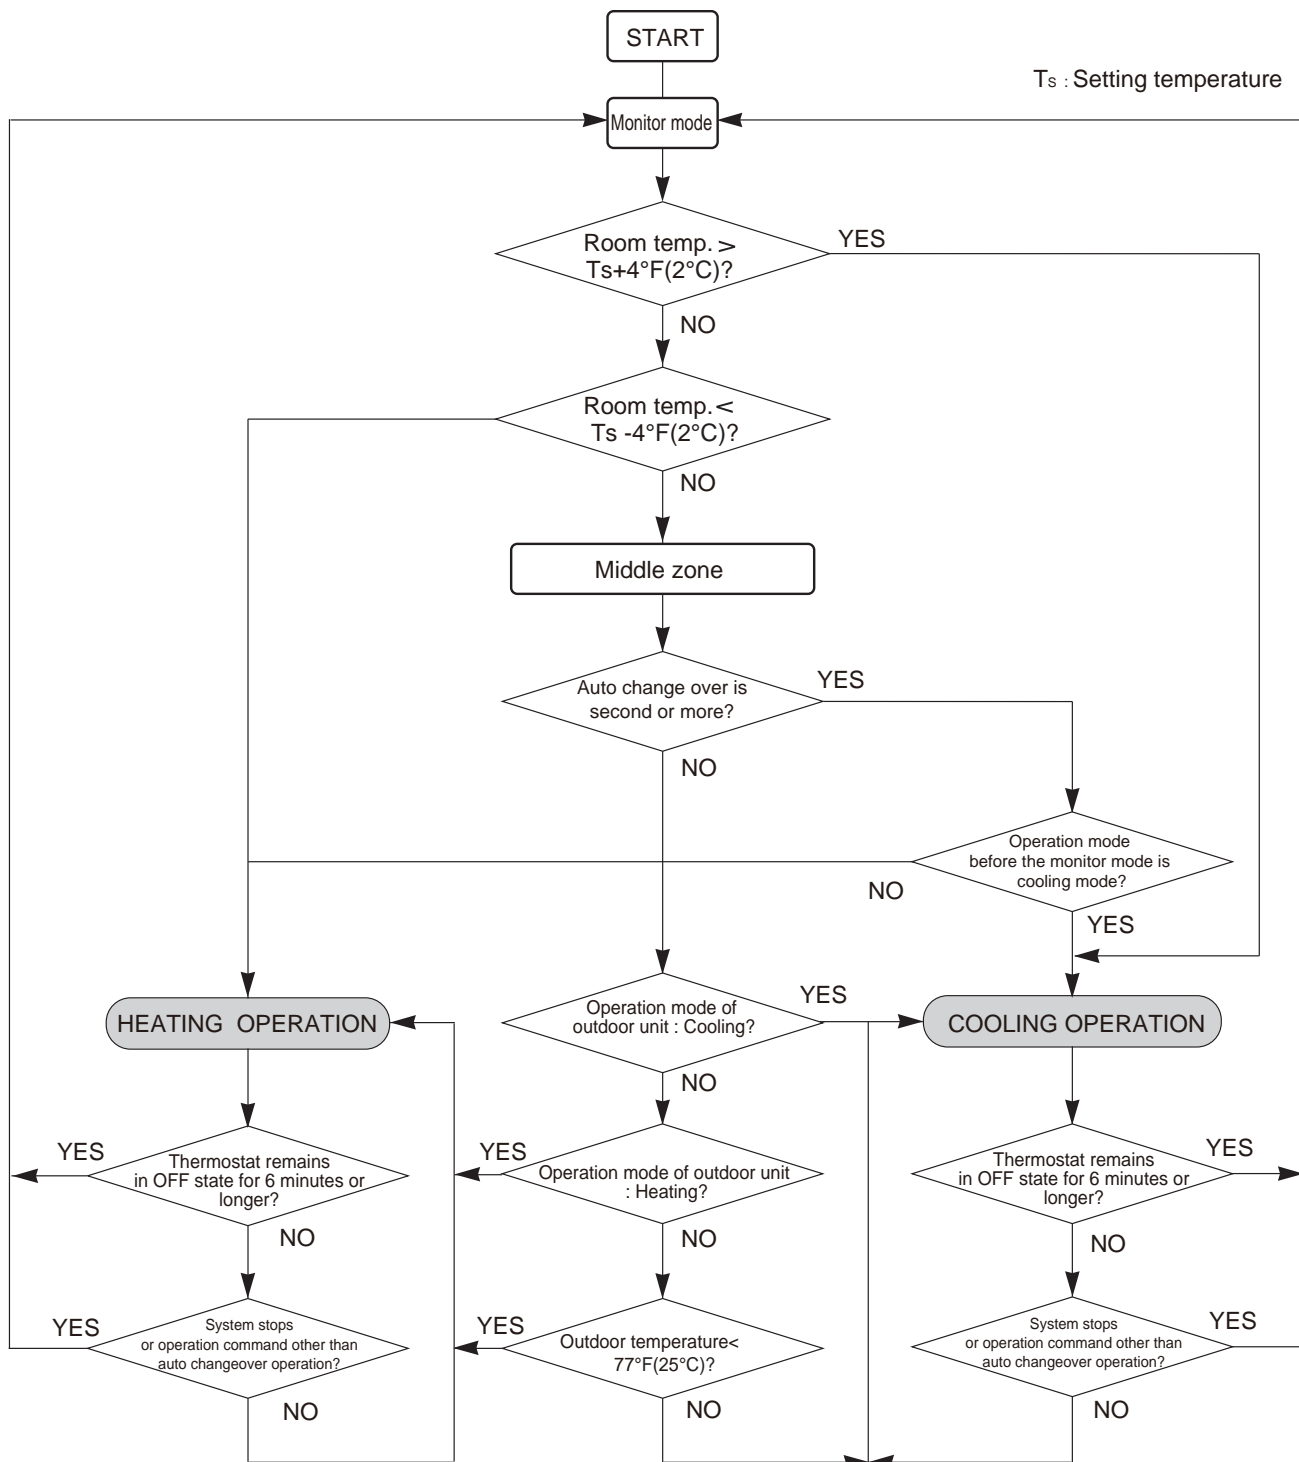 START
Ts : Setting temperature
Monitor mode
Room temp. >
Ts+4°F(2°C)?
YES
NO
Room temp.<
Ts -4°F(2°C)?
NO
Middle zone
Auto change over is
second or more?
YES
NO
Operation mode
before the monitor mode is
cooling mode?
NO
YES
HEATING OPERATION
Operation mode of
outdoor unit : Cooling?
YES
COOLING OPERATION
NO
YES
Thermostat remains
in OFF state for 6 minutes or
longer?
NO
YES
Operation mode of outdoor unit
: Heating?
NO
Thermostat remains
in OFF state for 6 minutes or
longer?
YES
NO
YES
System stops
or operation command other than
auto changeover operation?
NO
YES
Outdoor temperature<
77°F(25°C)?
NO
System stops
or operation command other than
auto changeover operation?
YES
NO